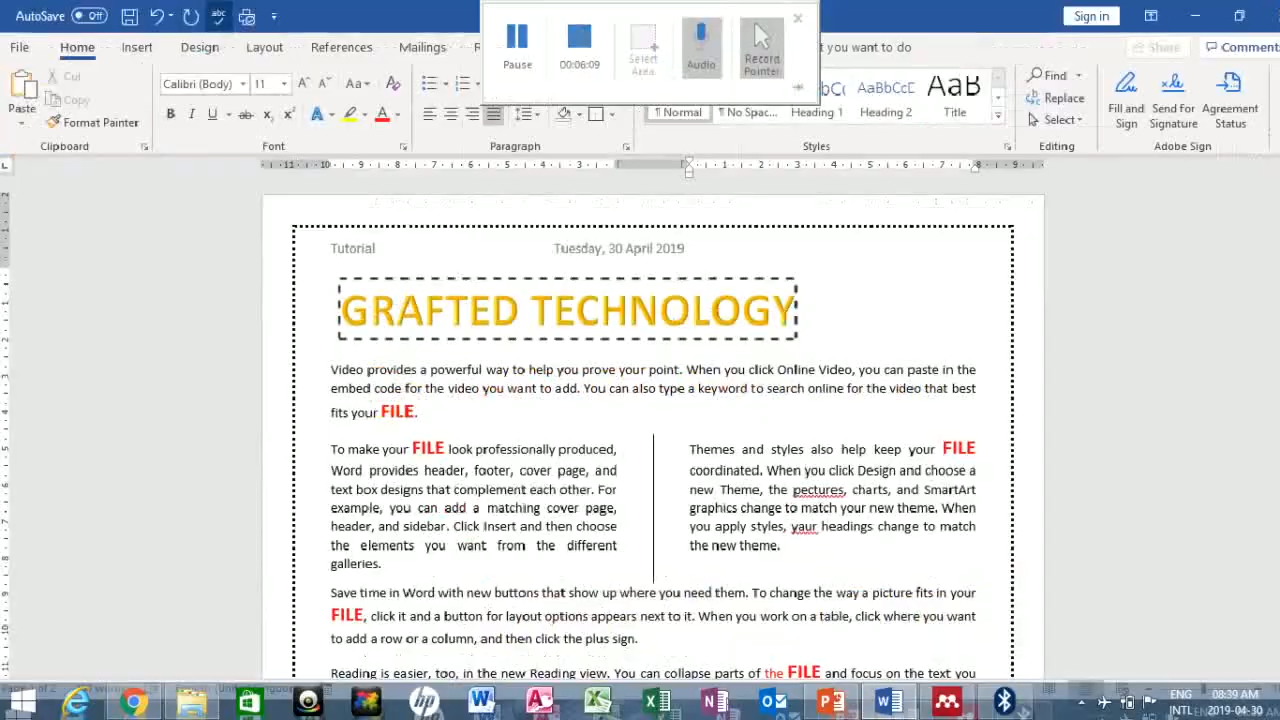 AutoSave Off
Sign in
File Home Insert Design Layout References Mailings
you want to do
Share Comments
Pause 00:06:09 Select Area Audio Record Pointer
Paste Cut Copy Format Painter
Calibri (Body) 11
Normal No Spac... Heading 1 Heading 2 Title
AaBbCcC AaB
Find Replace Select
Fill and Sign Send for Signature Agreement Status
Clipboard Font Paragraph Styles Editing Adobe Sign
Tutorial Tuesday, 30 April 2019
GRAFTED TECHNOLOGY
Video provides a powerful way to help you prove your point. When you click Online Video, you can paste in the
embed code for the video you want to add. You can also type a keyword to search online for the video that best
fits your FILE.
To make your FILE look professionally produced,
Word provides header, footer, cover page, and
text box designs that complement each other. For
example, you can add a matching cover page,
header, and sidebar. Click Insert and then choose
the elements you want from the different
galleries.
Themes and styles also help keep your FILE
coordinated. When you click Design and choose a
new Theme, the pectures, charts, and SmartArt
graphics change to match your new theme. When
you apply styles, yaur headings change to match
the new theme.
Save time in Word with new buttons that show up where you need them. To change the way a picture fits in your
FILE, click it and a button for layout options appears next to it. When you work on a table, click where you want
to add a row or a column, and then click the plus sign.
Reading is easier, too, in the new Reading view. You can collapse parts of the FILE and focus on the text you
ENG 08:39 AM
INTL 2019-04-30